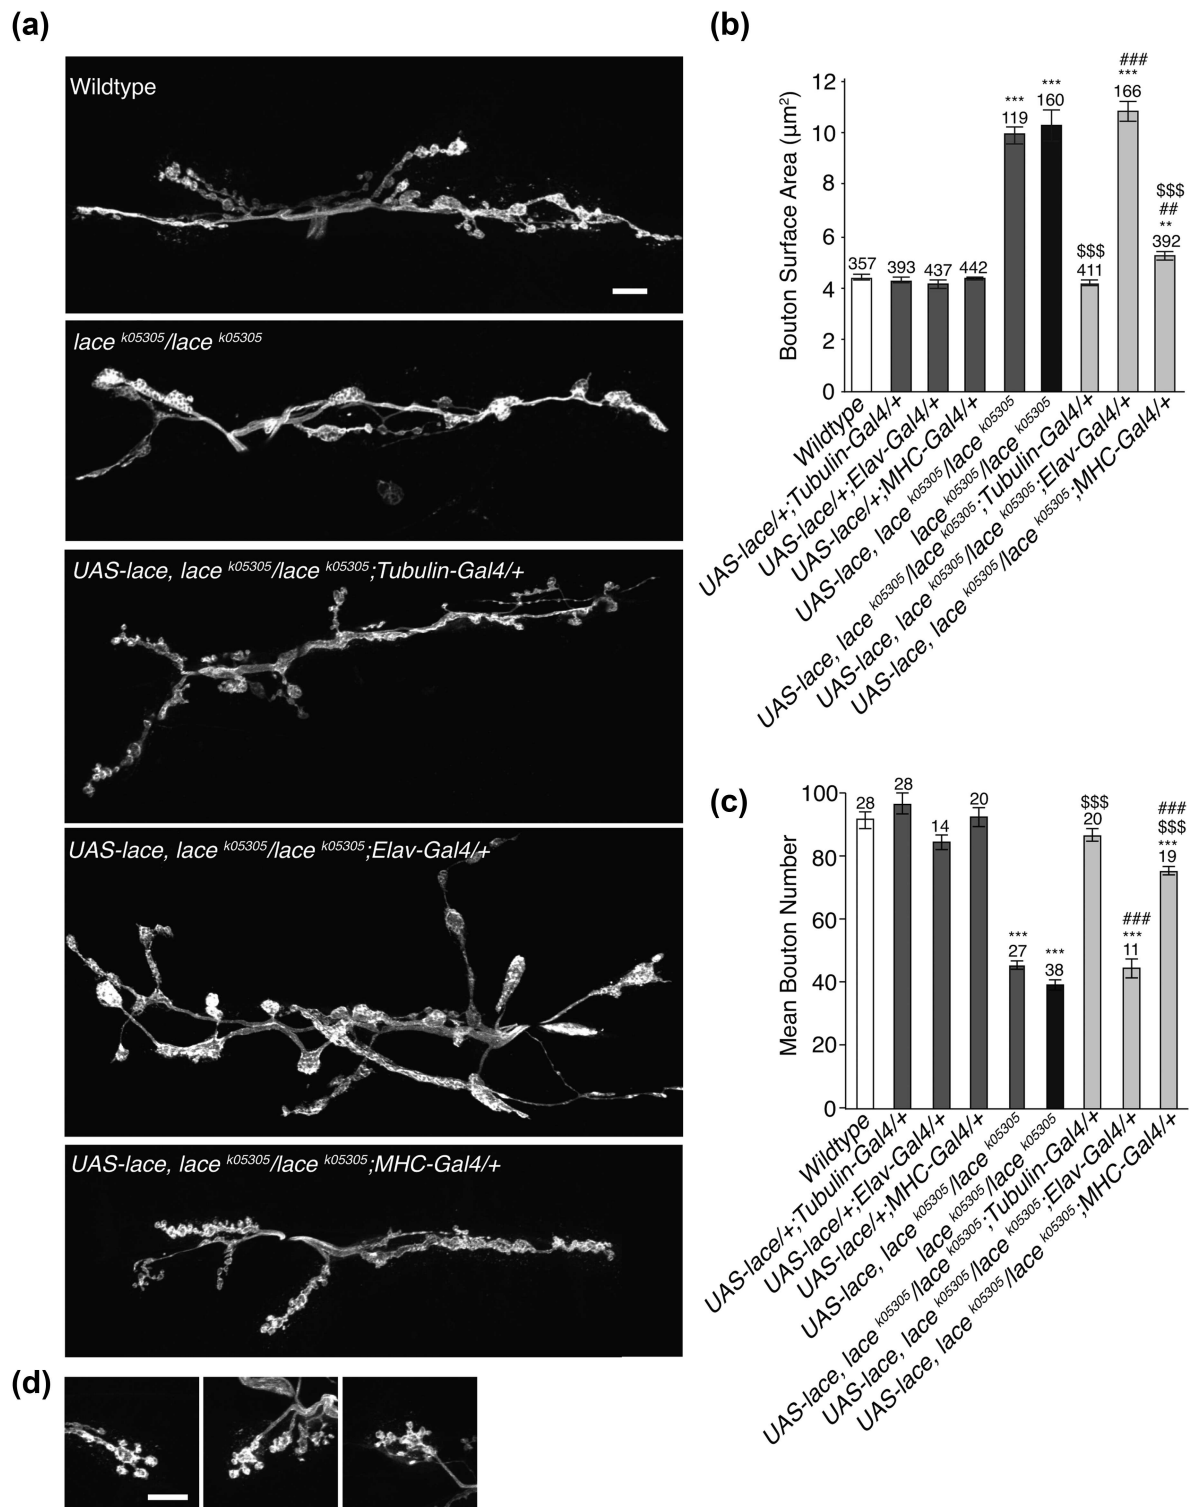 (a)
Wildtype
lace k05305/lace k05305
UAS-lace, lace k05305/lace k05305;Tubulin-Gal4/+
UAS-lace, lace k05305/lace k05305;Elav-Gal4/+
UAS-lace, lace k05305/lace k05305;MHC-Gal4/+
(b)
Bouton Surface Area (µm²)
12
10
8
6
4
2
0
357
393
437
442
***
119
***
160
$$$
411
###
***
166
$$$
##
**
392
Wildtype
UAS-lace/+;Tubulin-Gal4/+
UAS-lace/+;Elav-Gal4/+
UAS-lace/+;MHC-Gal4/+
UAS-lace, lace k05305/lace k05305
lace k05305/lace k05305
UAS-lace, lace k05305/lace k05305;Tubulin-Gal4/+
UAS-lace, lace k05305/lace k05305;Elav-Gal4/+
UAS-lace, lace k05305/lace k05305;MHC-Gal4/+
(c)
Mean Bouton Number
100
80
60
40
20
0
28
28
14
20
***
27
***
38
$$$
20
###
***
11
###
$$$
***
19
Wildtype
UAS-lace/+;Tubulin-Gal4/+
UAS-lace/+;Elav-Gal4/+
UAS-lace/+;MHC-Gal4/+
UAS-lace, lace k05305/lace k05305
lace k05305/lace k05305
UAS-lace, lace k05305/lace k05305;Tubulin-Gal4/+
UAS-lace, lace k05305/lace k05305;Elav-Gal4/+
UAS-lace, lace k05305/lace k05305;MHC-Gal4/+
(d)